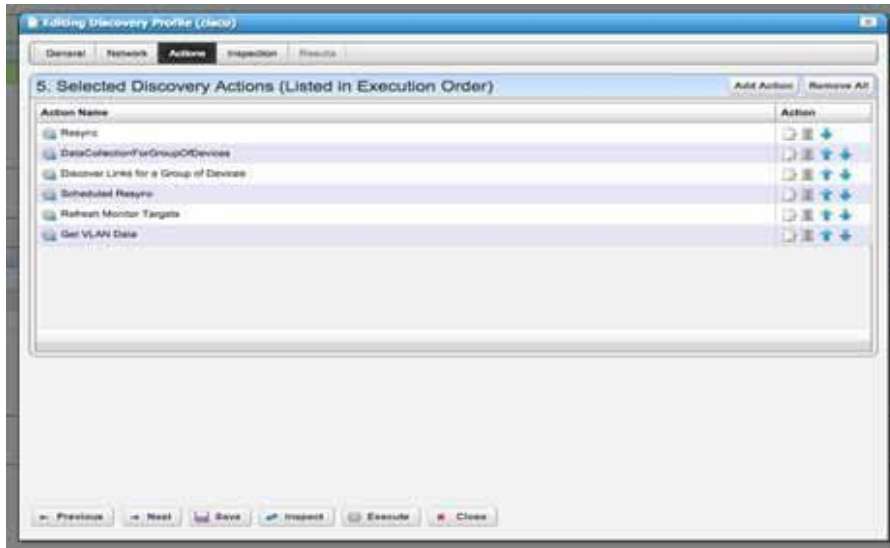 Editing Discovery Profile (cisco)
General Network Actions Inspection Results
5. Selected Discovery Actions (Listed in Execution Order) Add Action Remove All
Action Name Action
Resync
DataCollectionForGroupOfDevices
Discover Links for a Group of Devices
Scheduled Resync
Refresh Monitor Targets
Get VLAN Data
Previous Next Save Inspect Execute Close